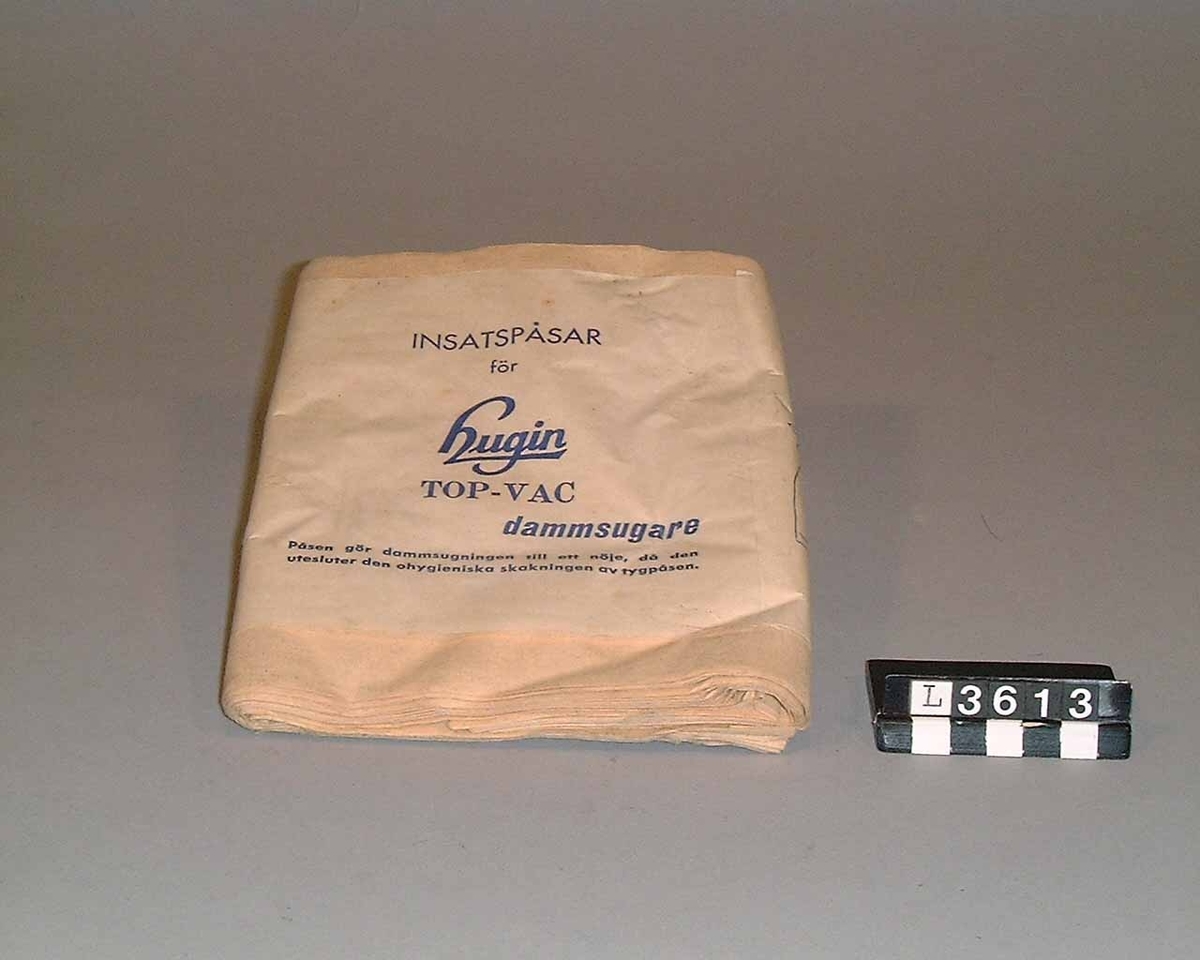 INSATSPÅSAR
för
hugin
TOP-VAC
dammsugare
Påsen gör dammsugningen till ett nöje, då den
utesluter den ohygieniska skakningen av tygpåsen.
L 3613